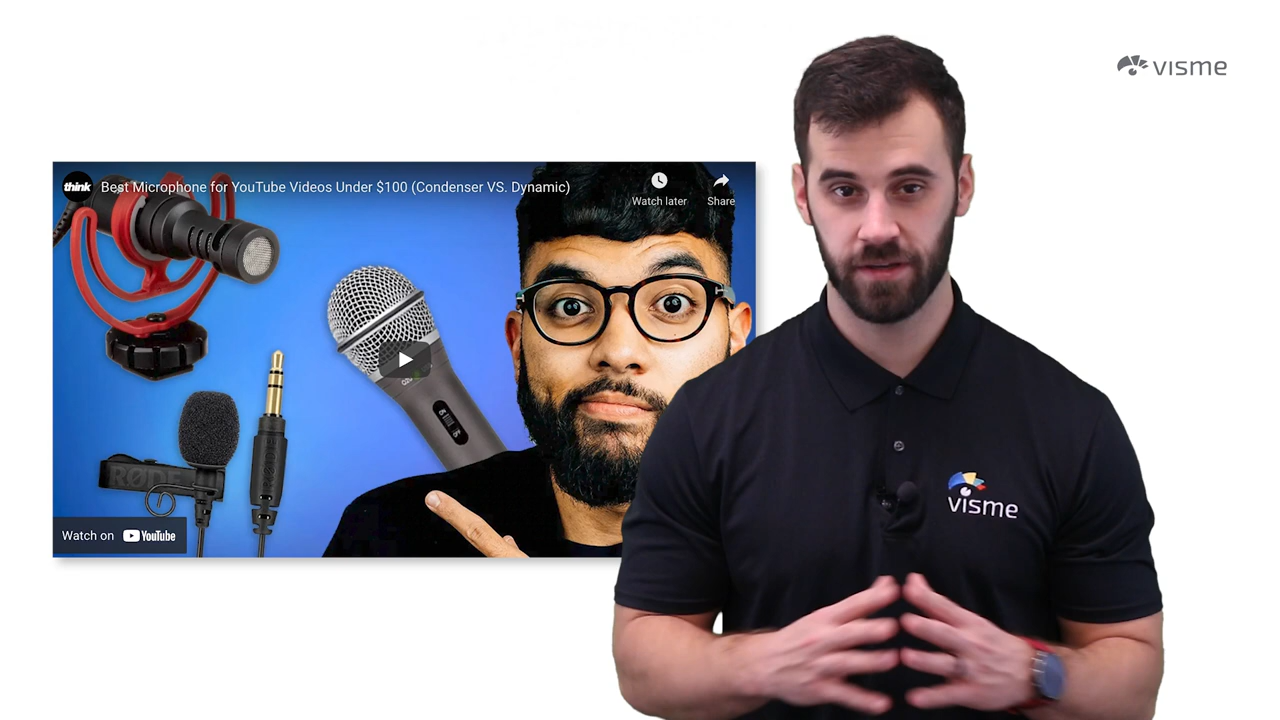 visme
think
Best Microphone for YouTube Videos Under $100 (Condenser VS. Dynamic)
Watch later
Share
RØDE
visme
Watch on YouTube